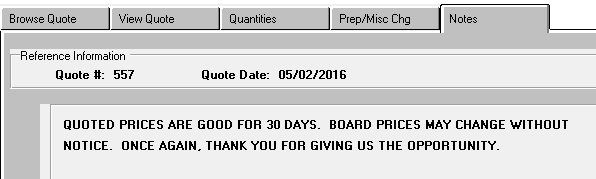 Browse Quote View Quote Quantities Prep/Misc Chg Notes
Reference Information
Quote #: 557 Quote Date: 05/02/2016
QUOTED PRICES ARE GOOD FOR 30 DAYS. BOARD PRICES MAY CHANGE WITHOUT
NOTICE. ONCE AGAIN, THANK YOU FOR GIVING US THE OPPORTUNITY.